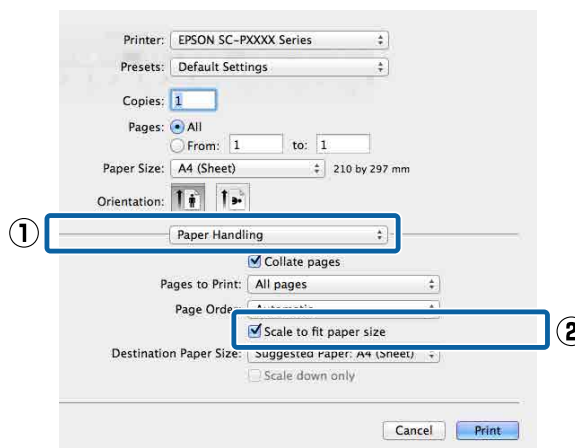 Printer: EPSON SC-PXXXX Series
Presets: Default Settings
Copies: 1
Pages: All
From: 1 to: 1
Paper Size: A4 (Sheet) 210 by 297 mm
Orientation:
① Paper Handling
Collate pages
Pages to Print: All pages
Page Order: Automatic
Scale to fit paper size ②
Destination Paper Size: Suggested Paper: A4 (Sheet)
Scale down only
Cancel Print